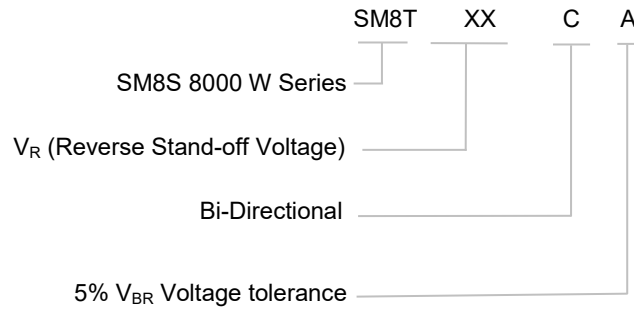 SM8T XX C A
SM8S 8000 W Series
VR (Reverse Stand-off Voltage)
Bi-Directional
5% VBR Voltage tolerance